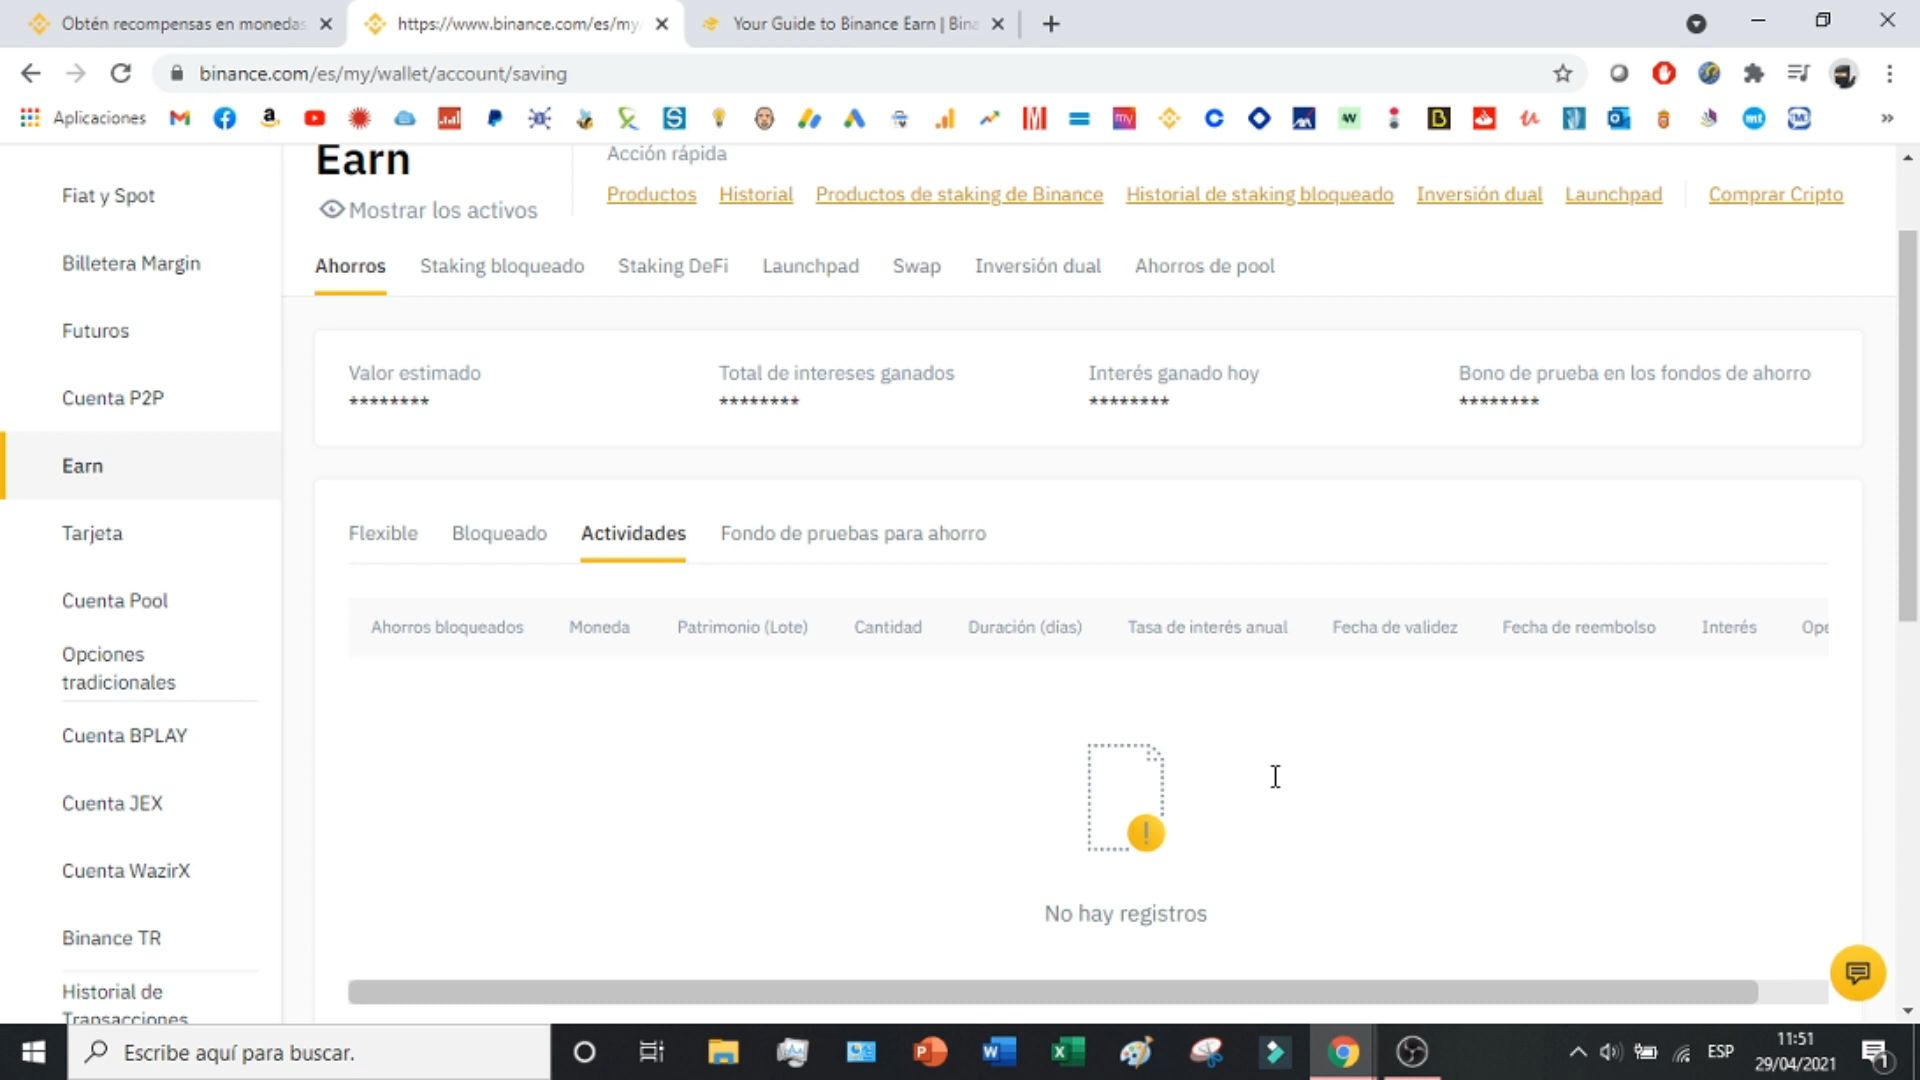 Obtén recompensas en monedas
https://www.binance.com/es/my
Your Guide to Binance Earn | Bina
binance.com/es/my/wallet/account/saving
Aplicaciones
Earn
Mostrar los activos
Acción rápida
Productos Historial Productos de staking de Binance Historial de staking bloqueado Inversión dual Launchpad Comprar Cripto
Ahorros Staking bloqueado Staking DeFi Launchpad Swap Inversión dual Ahorros de pool
Fiat y Spot
Billetera Margin
Futuros
Cuenta P2P
Earn
Tarjeta
Cuenta Pool
Opciones
tradicionales
Cuenta BPLAY
Cuenta JEX
Cuenta WazirX
Binance TR
Historial de
Transacciones
Valor estimado Total de intereses ganados Interés ganado hoy Bono de prueba en los fondos de ahorro
******** ******** ******** ********
Flexible Bloqueado Actividades Fondo de pruebas para ahorro
Ahorros bloqueados Moneda Patrimonio (Lote) Cantidad Duración (días) Tasa de interés anual Fecha de validez Fecha de reembolso Interés Ope
No hay registros
Escribe aquí para buscar.
ESP
11:51
29/04/2021
1